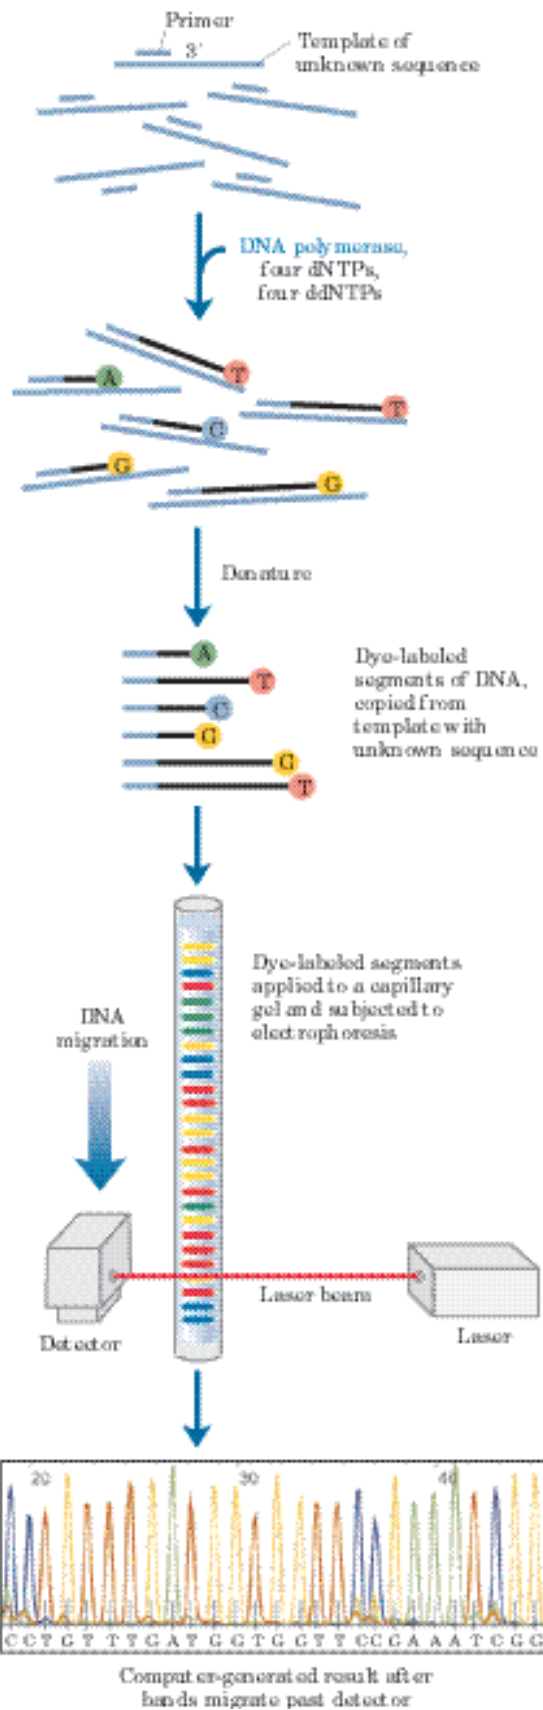 Primer
3'
Template of
unknown sequence
DNA polymerase,
four dNTPs,
four ddNTPs
A
T
T
C
G
G
Denature
A
T
C
G
G
T
Dye-labeled
segments of DNA,
copied from
template with
unknown sequence
Dye-labeled segments
applied to a capillary
gel and subjected to
electrophoresis
DNA
migration
Laser beam
Detector
Laser
20 30 40
C C T G T T T G A T G G T G G T T C C G A A A T C G G
Computer-generated result after
bands migrate past detector